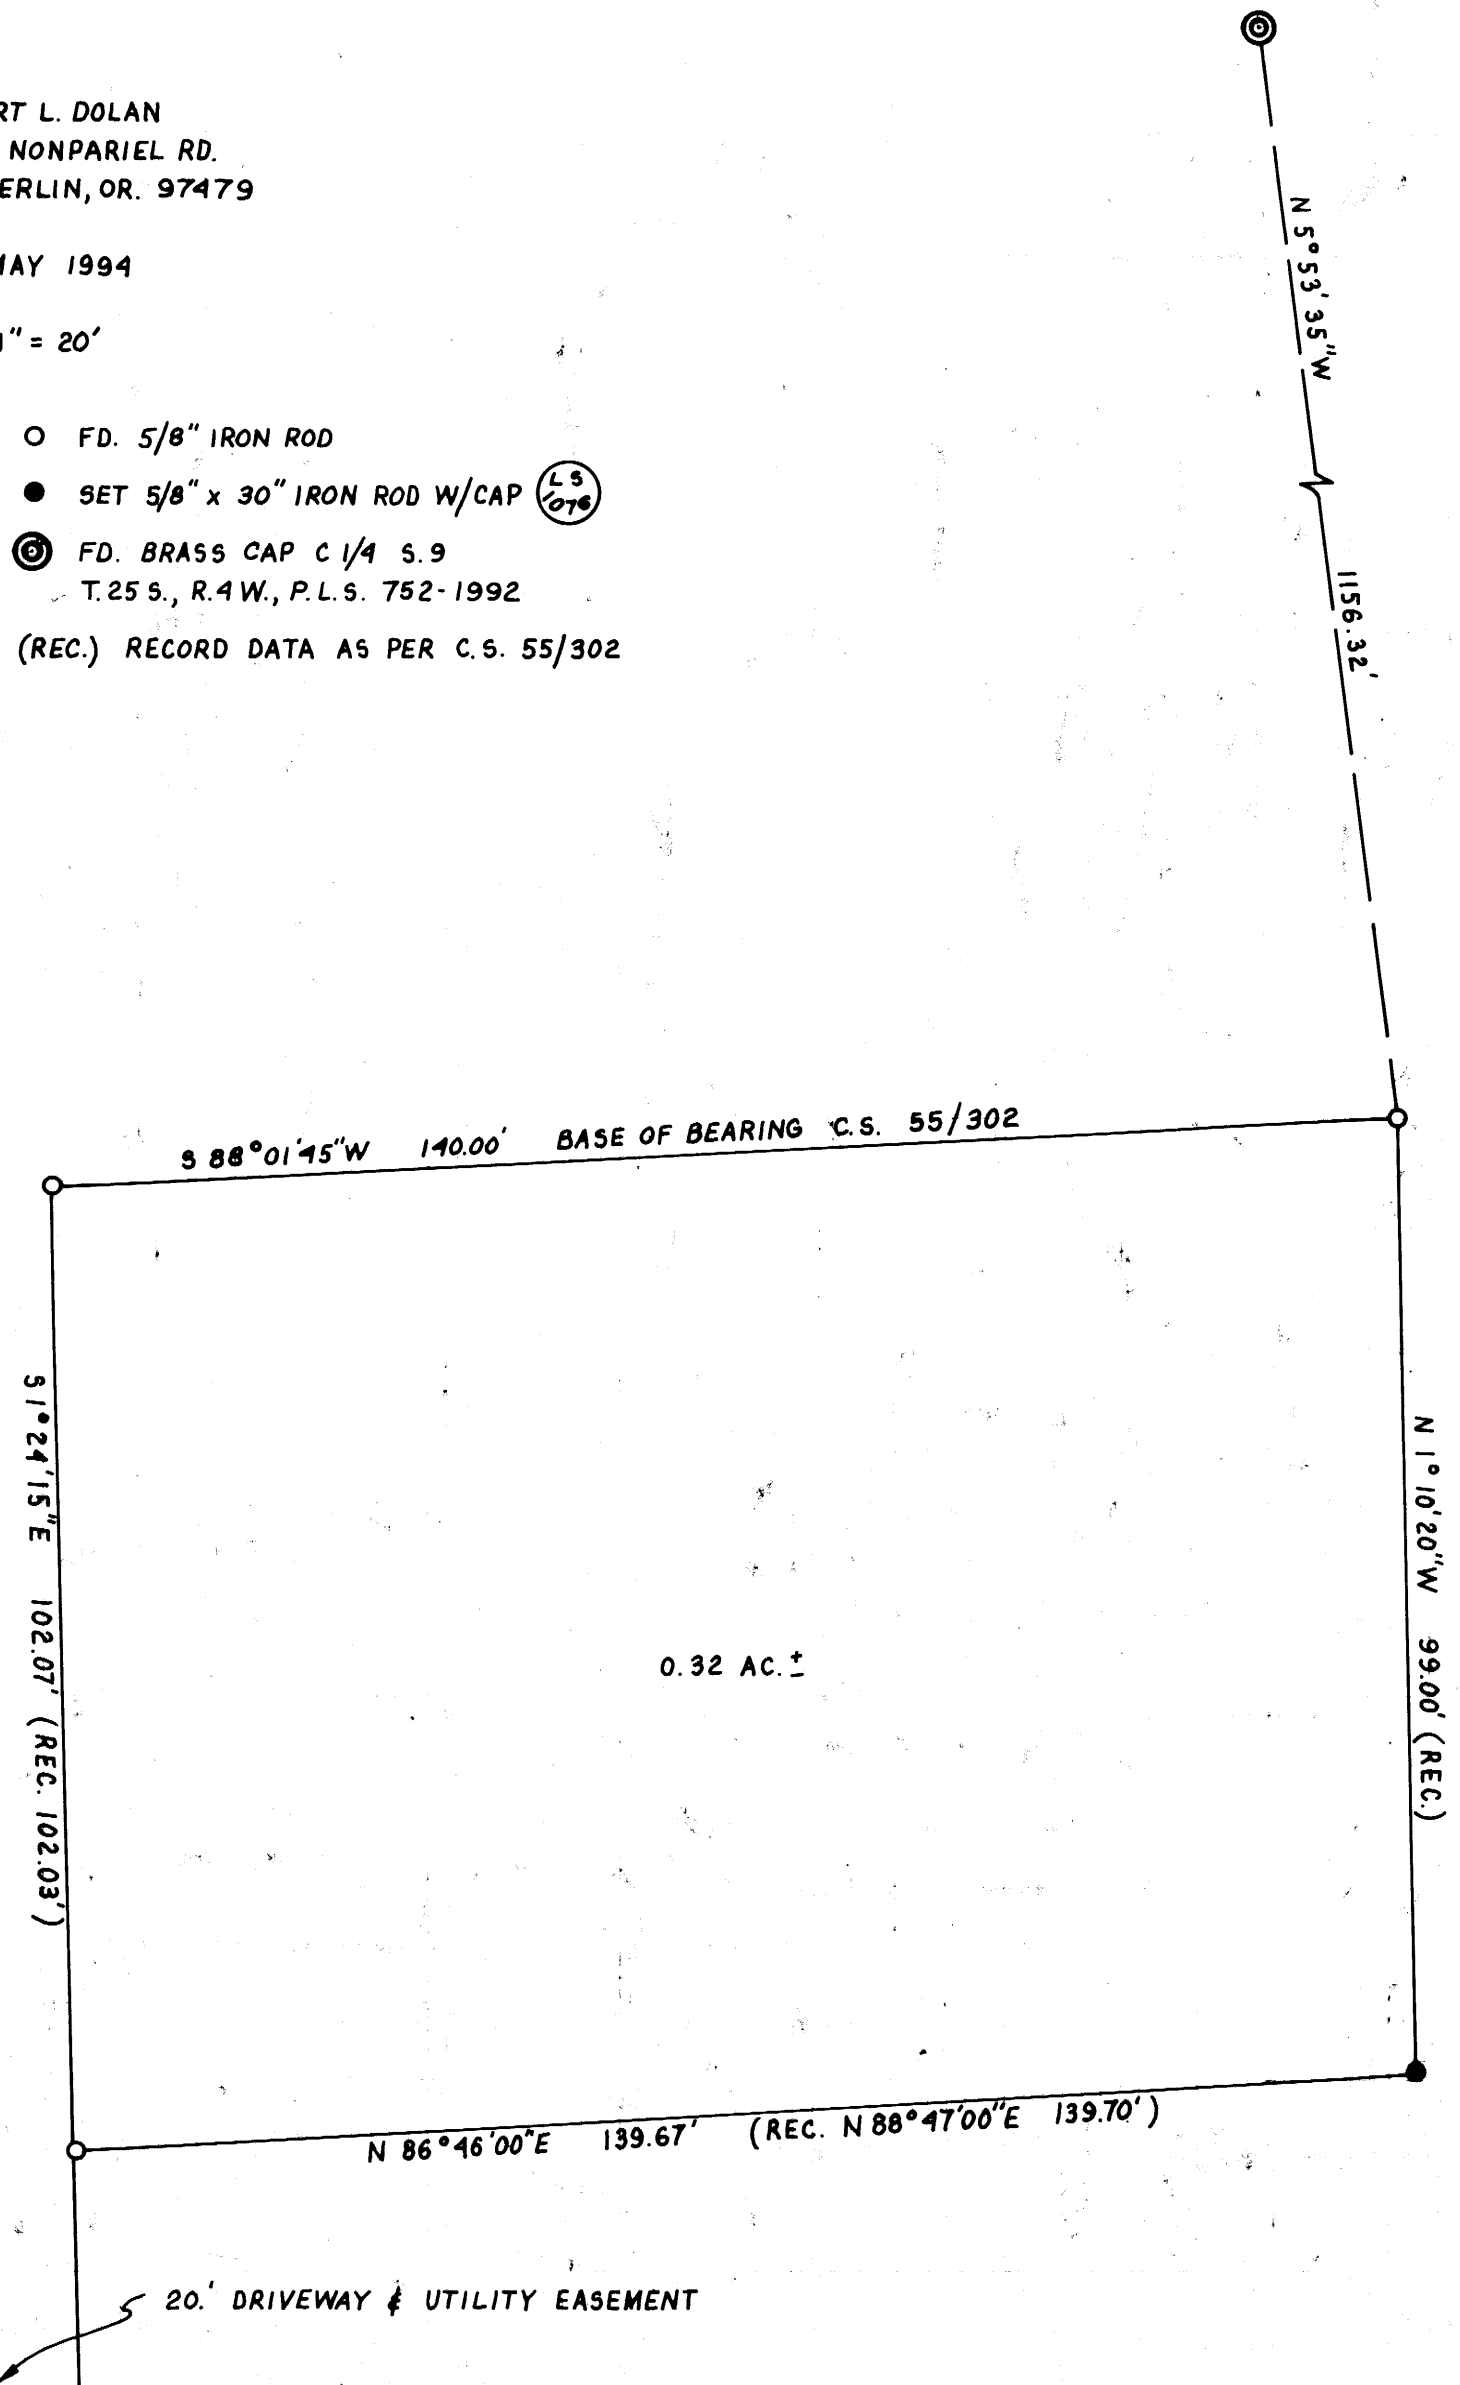 RT L. DOLAN
NONPARIEL RD.
ERLIN, OR. 97479
MAY 1994
1" = 20'
FD. 5/8" IRON ROD
SET 5/8" x 30" IRON ROD W/CAP
LS
1076
FD. BRASS CAP C 1/4 S.9
T.25 S., R.4 W., P.L.S. 752-1992
(REC.) RECORD DATA AS PER C.S. 55/302
N 5°53'35"W
1156.32'
S 88°01'45"W 140.00' BASE OF BEARING C.S. 55/302
S 1°24'15"E 102.07' (REC. 102.03')
N 1°10'20"W 99.00' (REC.)
0.32 AC.±
N 86°46'00"E 139.67' (REC. N 88°47'00"E 139.70')
20.' DRIVEWAY & UTILITY EASEMENT